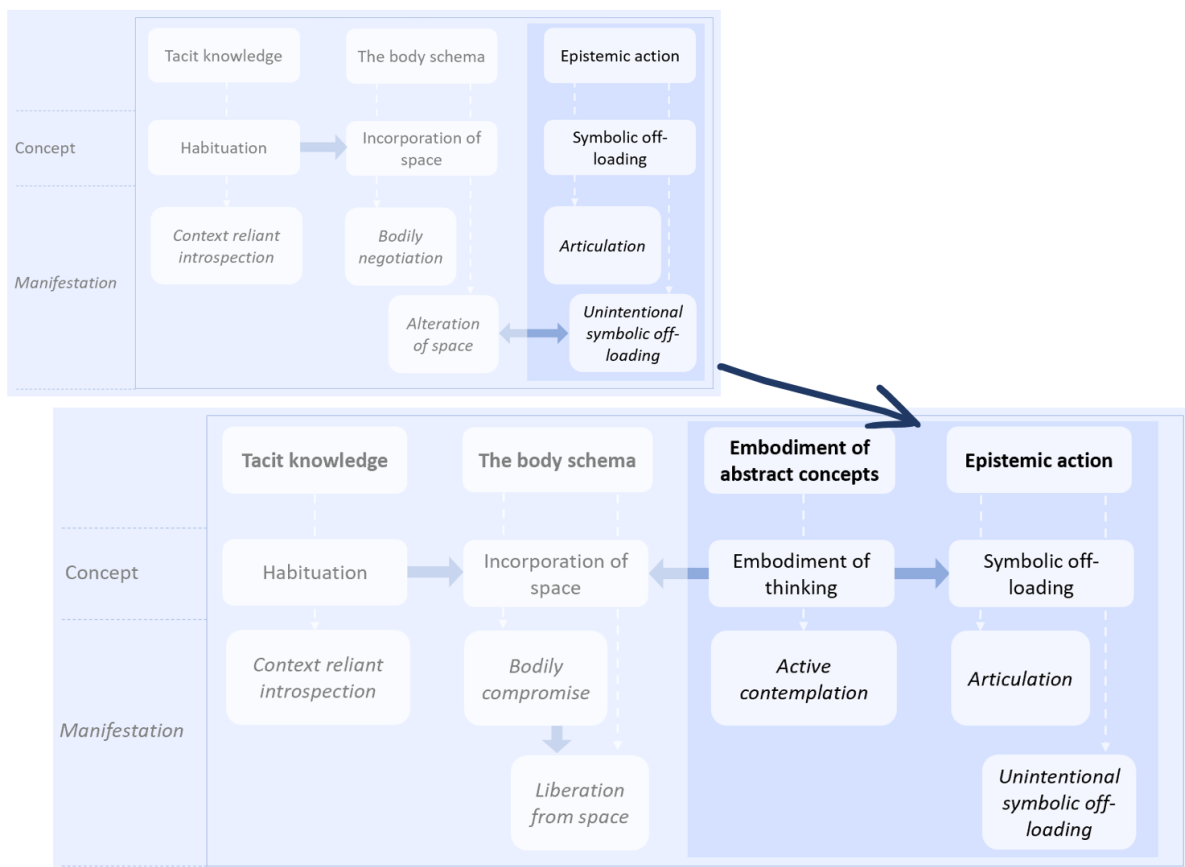 Tacit knowledge
The body schema
Epistemic action
Concept
Habituation
Incorporation of
space
Symbolic off-
loading
Manifestation
Context reliant
introspection
Bodily
negotiation
Articulation
Alteration
of space
Unintentional
symbolic off-
loading
Tacit knowledge
The body schema
Embodiment of
abstract concepts
Epistemic action
Concept
Habituation
Incorporation of
space
Embodiment of
thinking
Symbolic off-
loading
Manifestation
Context reliant
introspection
Bodily
compromise
Active
contemplation
Articulation
Liberation
from space
Unintentional
symbolic off-
loading